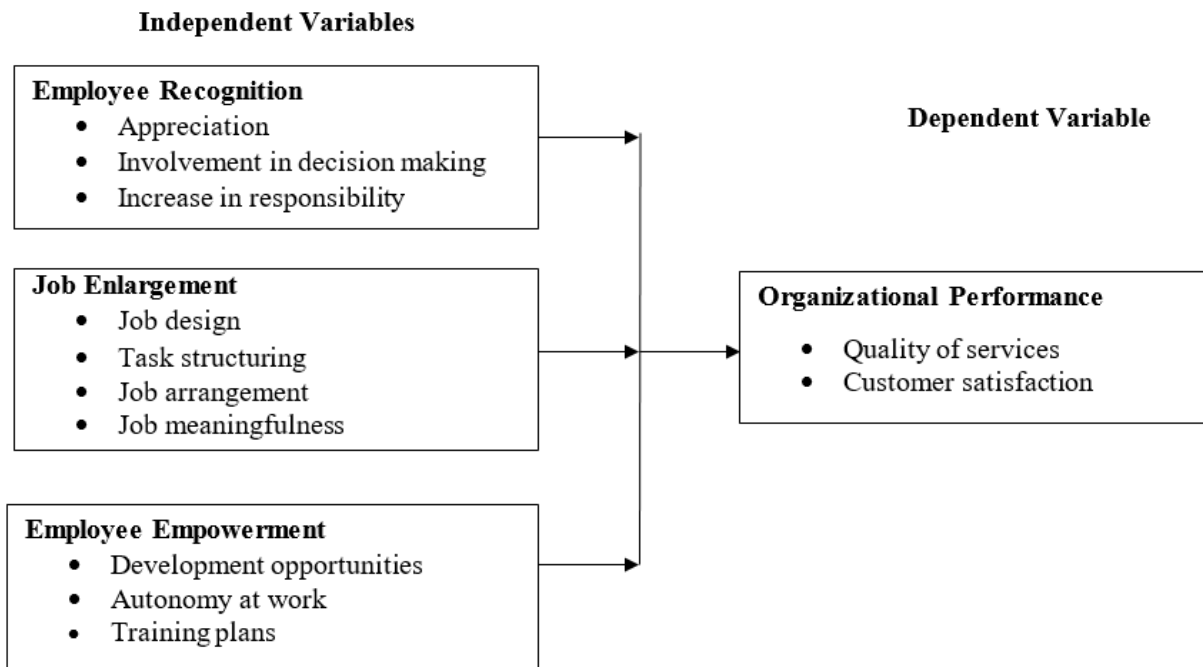 Independent Variables
Employee Recognition
• Appreciation
• Involvement in decision making
• Increase in responsibility
Dependent Variable
Job Enlargement
• Job design
• Task structuring
• Job arrangement
• Job meaningfulness
Organizational Performance
• Quality of services
• Customer satisfaction
Employee Empowerment
• Development opportunities
• Autonomy at work
• Training plans